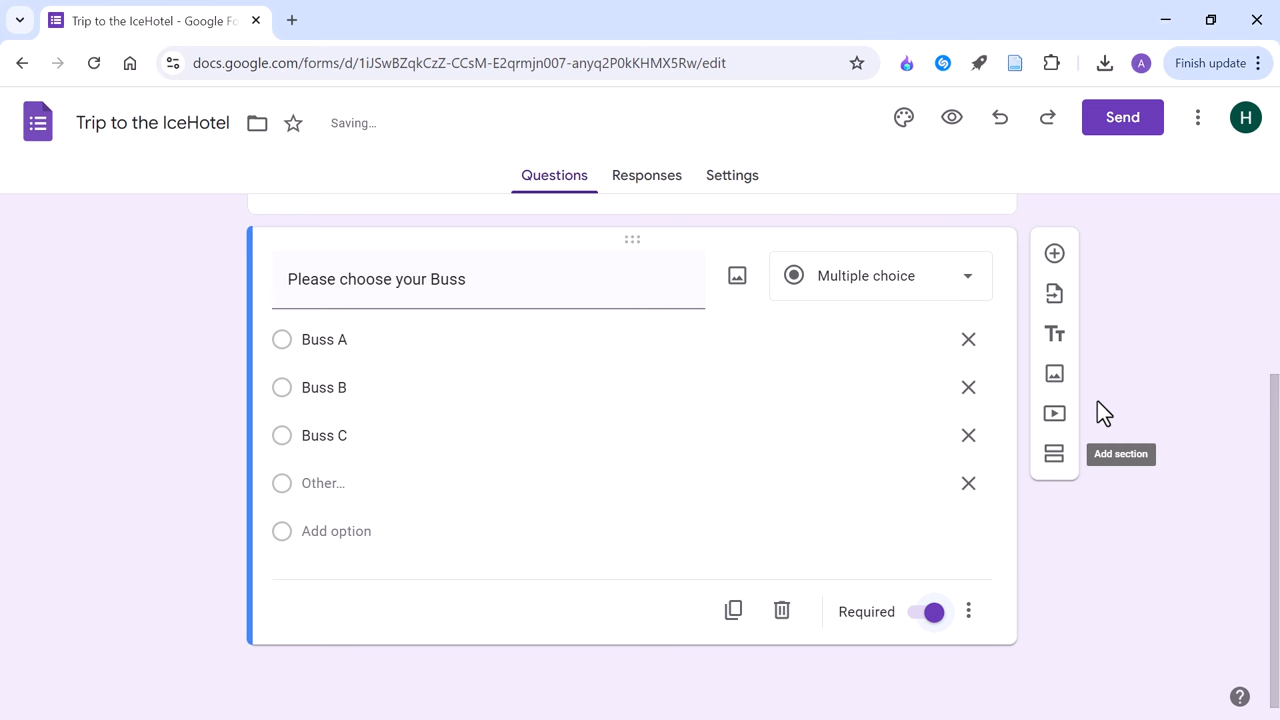 Trip to the IceHotel - Google Fo
docs.google.com/forms/d/1iJSwBZqkCzZ-CCsM-E2qrmjn007-anyq2P0kKHMX5Rw/edit
A
Finish update
Trip to the IceHotel
Saving...
Send
H
Questions
Responses
Settings
Please choose your Buss
Multiple choice
Buss A
Buss B
Buss C
Other...
Add option
Required
Tt
Add section